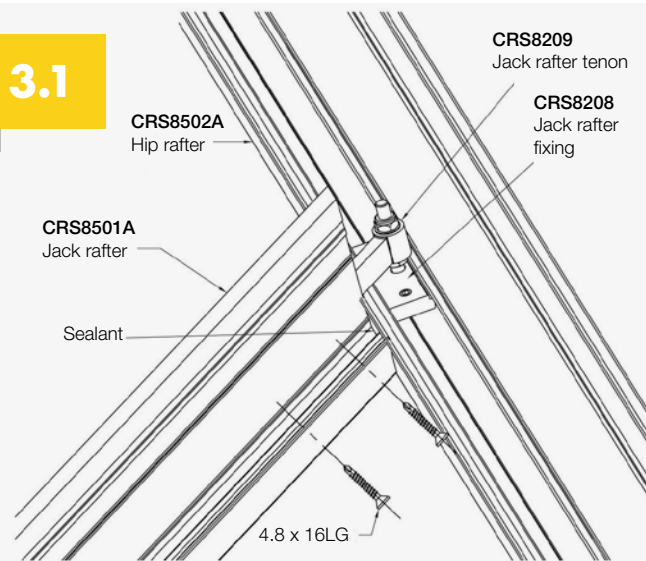 3.1
CRS8209
Jack rafter tenon
CRS8208
Jack rafter
fixing
CRS8502A
Hip rafter
CRS8501A
Jack rafter
Sealant
4.8 x 16LG